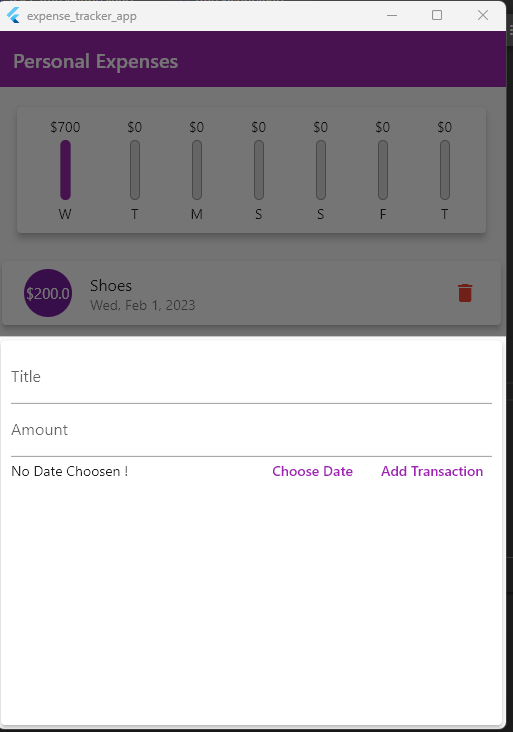 expense_tracker_app
Personal Expenses
$700 $0 $0 $0 $0 $0 $0
W T M S S F T
$200.0 Shoes
Wed, Feb 1, 2023
Title
Amount
No Date Choosen ! Choose Date Add Transaction